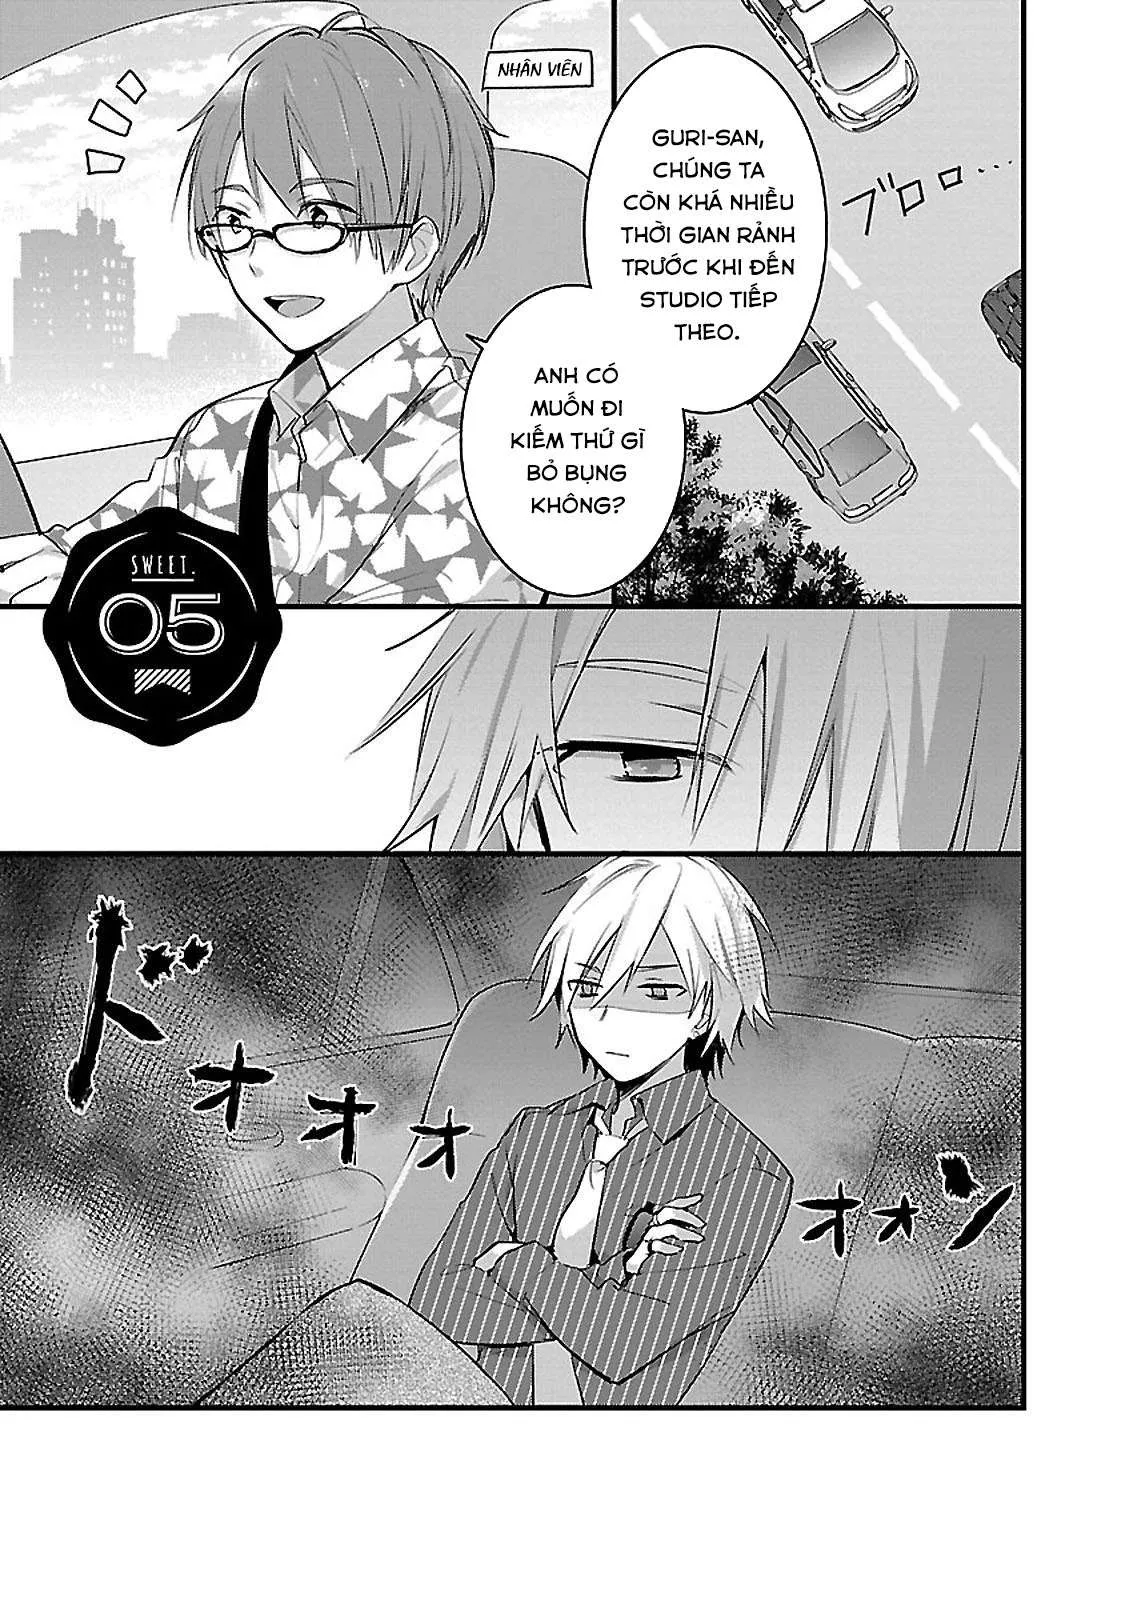 ブロロ...
GURI-SAN,
CHÚNG TA
CÒN KHÁ NHIỀU
THỜI GIAN RẢNH
TRƯỚC KHI ĐẾN
STUDIO TIẾP
THEO.
NHÂN VIÊN
ANH CÓ
MUỐN ĐI
KIẾM THỨ GÌ
BỎ BỤNG
KHÔNG?
SWEET.
05
ドオオオオオン